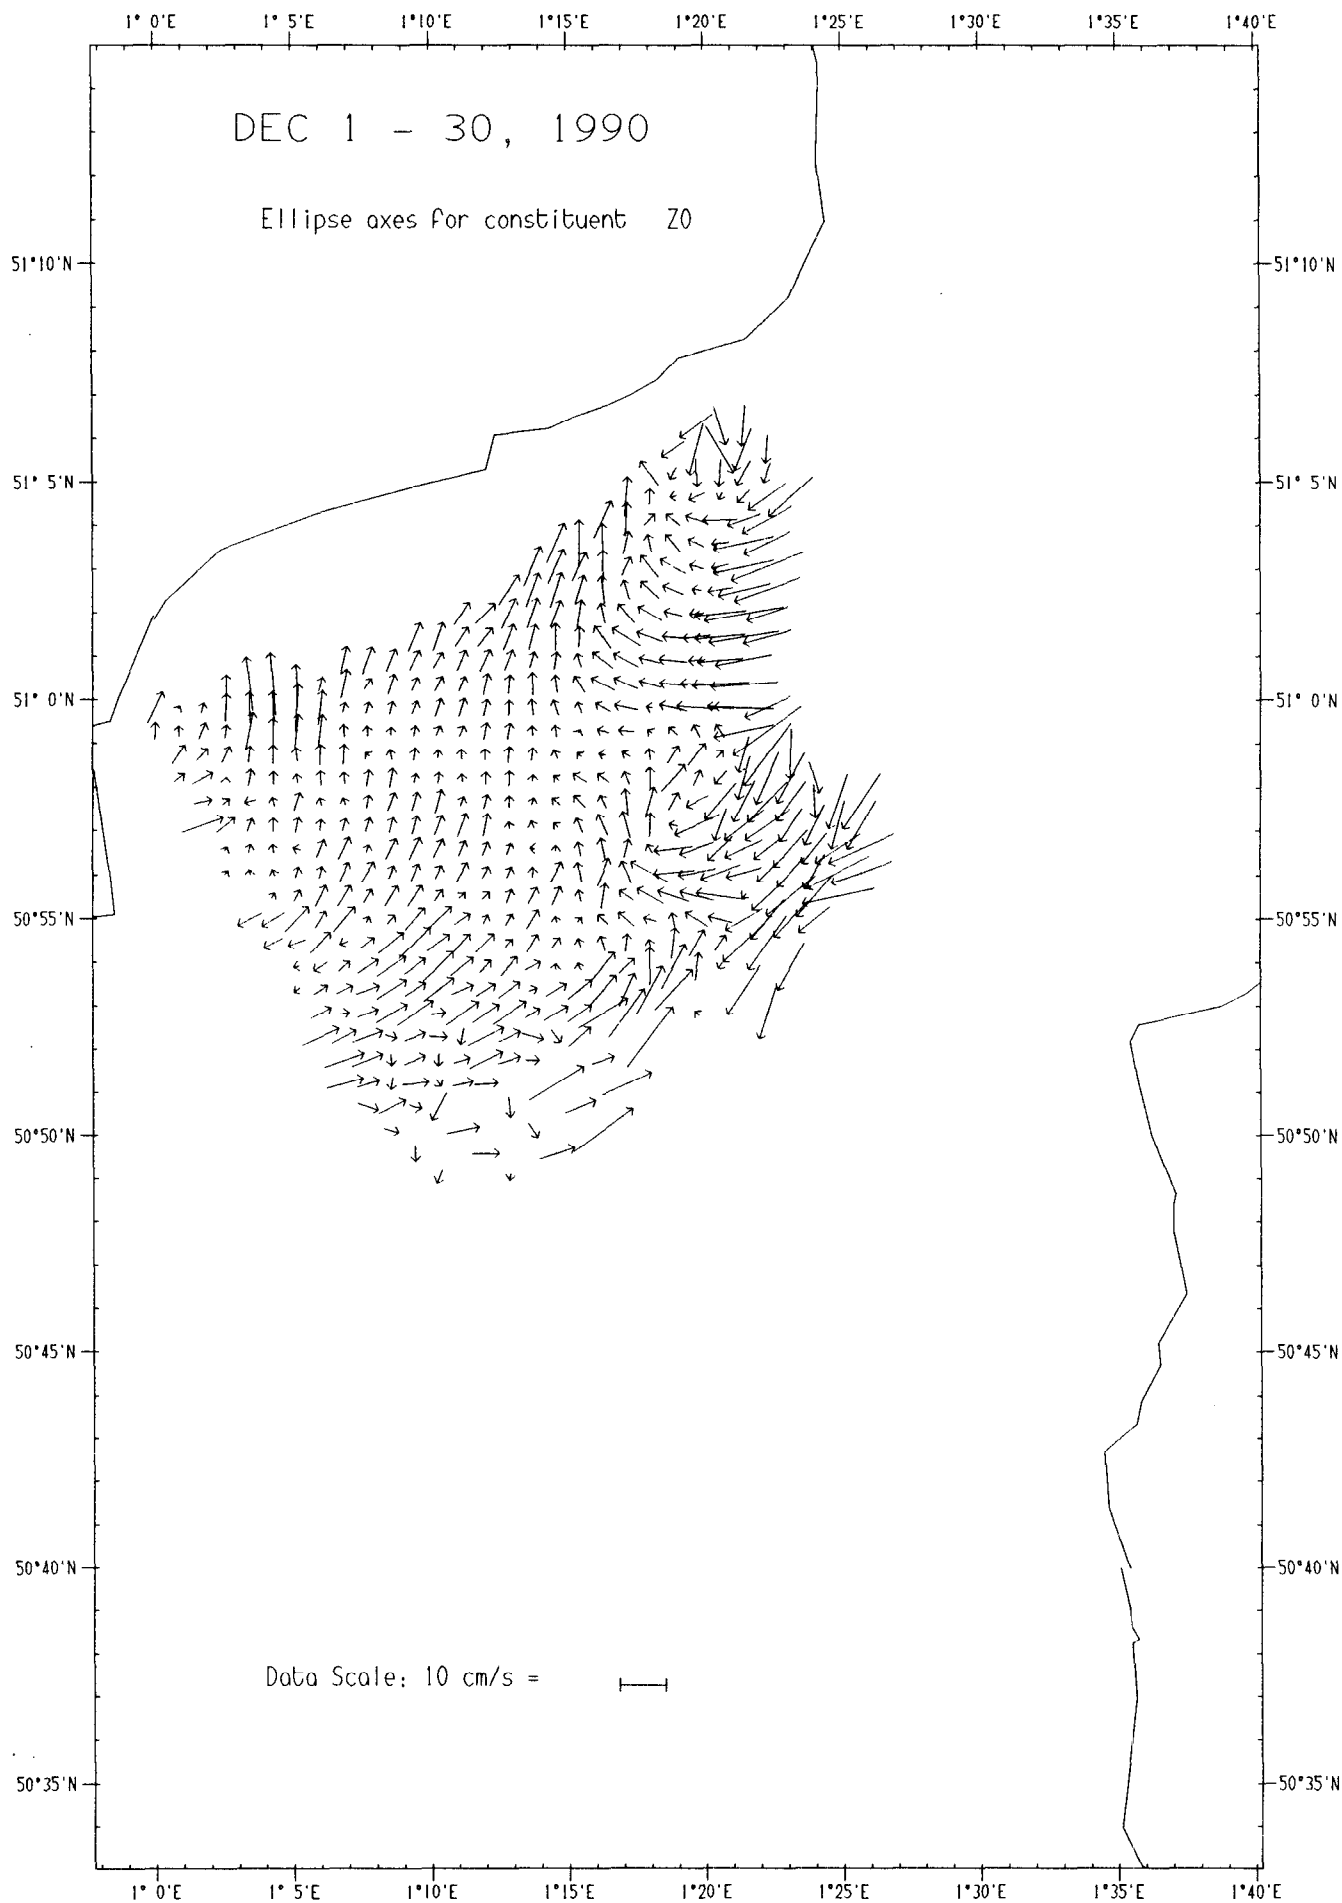 1° 0'E 1° 5'E 1°10'E 1°15'E 1°20'E 1°25'E 1°30'E 1°35'E 1°40'E
DEC 1 - 30, 1990
Ellipse axes for constituent Z0
51°10'N 51°10'N
51° 5'N 51° 5'N
51° 0'N 51° 0'N
50°55'N 50°55'N
50°50'N 50°50'N
50°45'N 50°45'N
50°40'N 50°40'N
Data Scale: 10 cm/s =
50°35'N 50°35'N
1° 0'E 1° 5'E 1°10'E 1°15'E 1°20'E 1°25'E 1°30'E 1°35'E 1°40'E